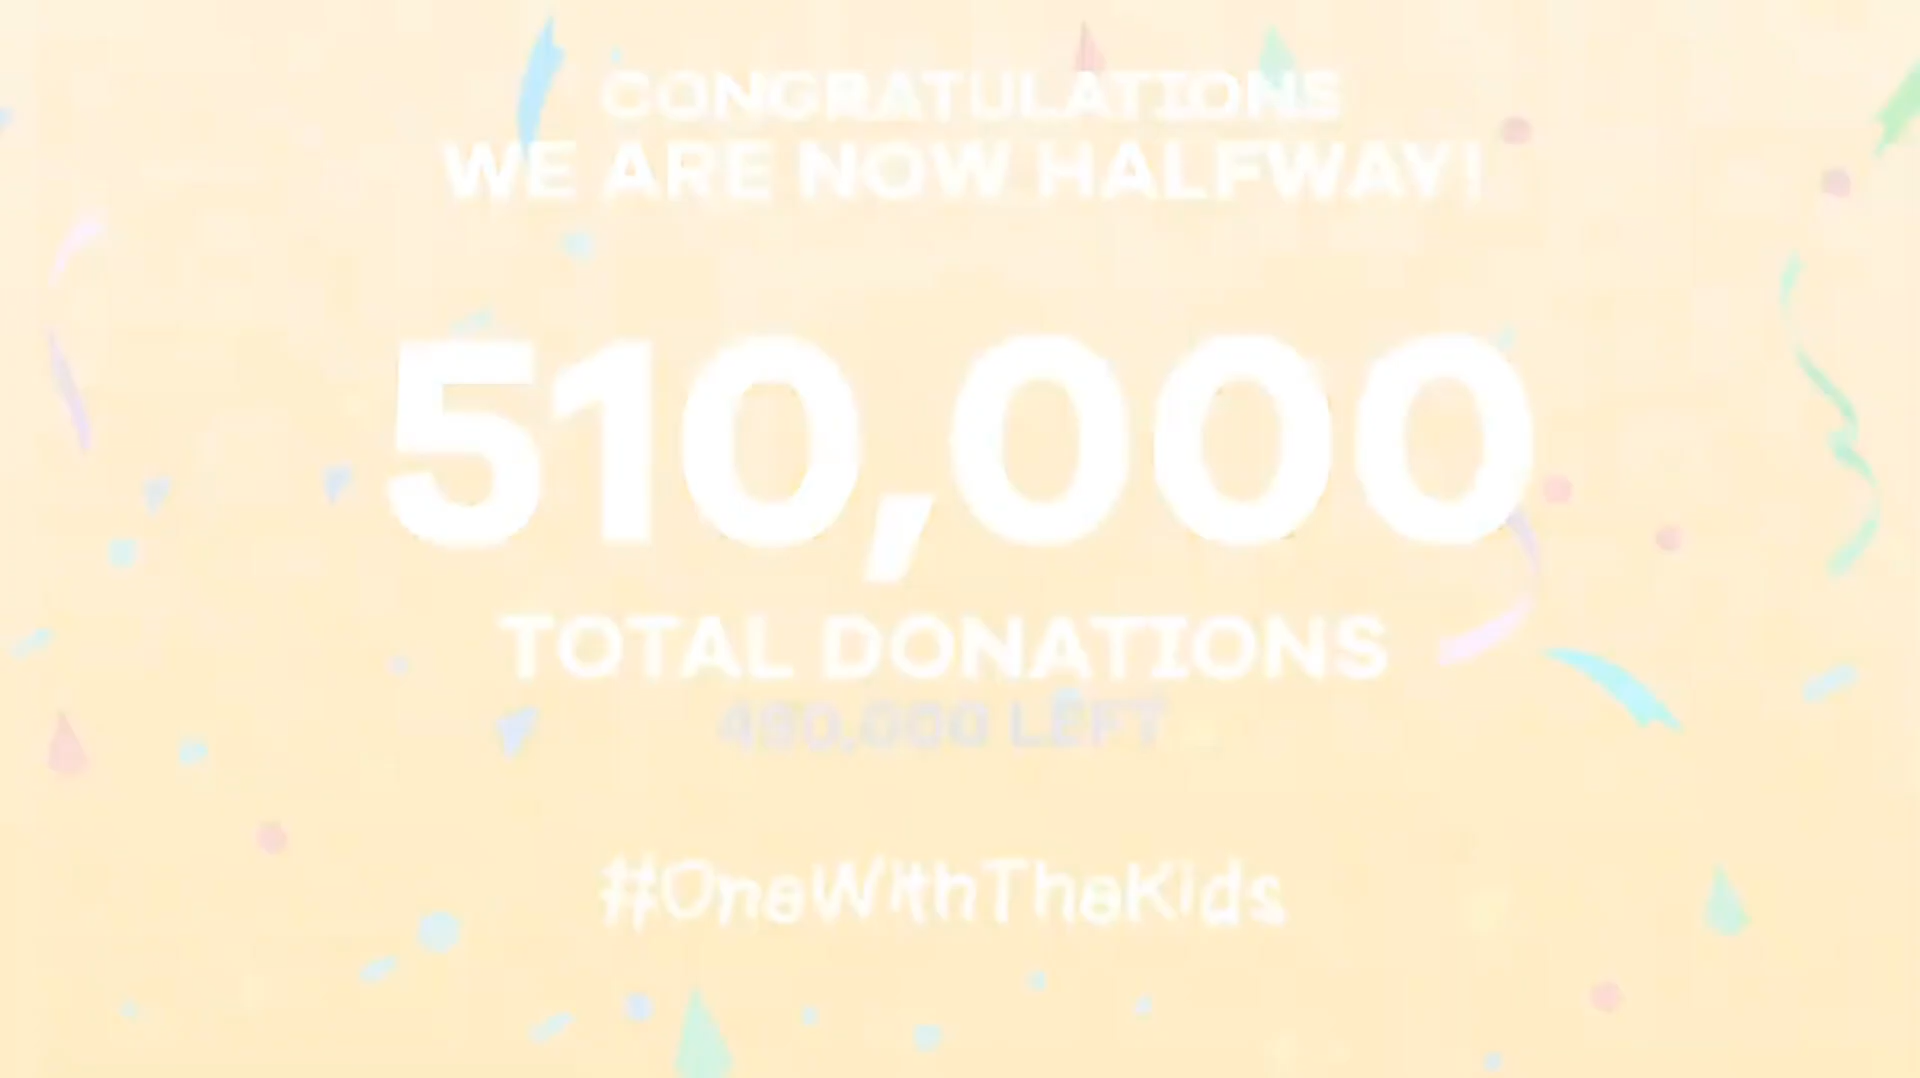 CONGRATULATIONS
WE ARE NOW HALFWAY!
510,000
TOTAL DONATIONS
490,000 LEFT
#OneWithTheKids